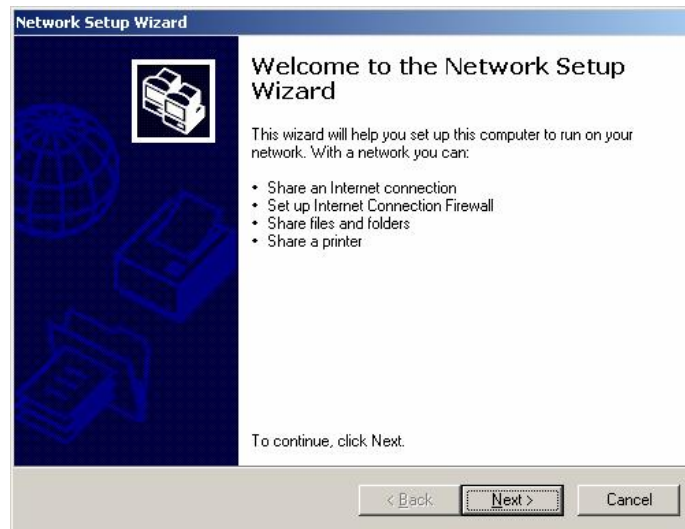 Network Setup Wizard
Welcome to the Network Setup
Wizard
This wizard will help you set up this computer to run on your
network. With a network you can:
• Share an Internet connection
• Set up Internet Connection Firewall
• Share files and folders
• Share a printer
To continue, click Next.
< Back Next > Cancel